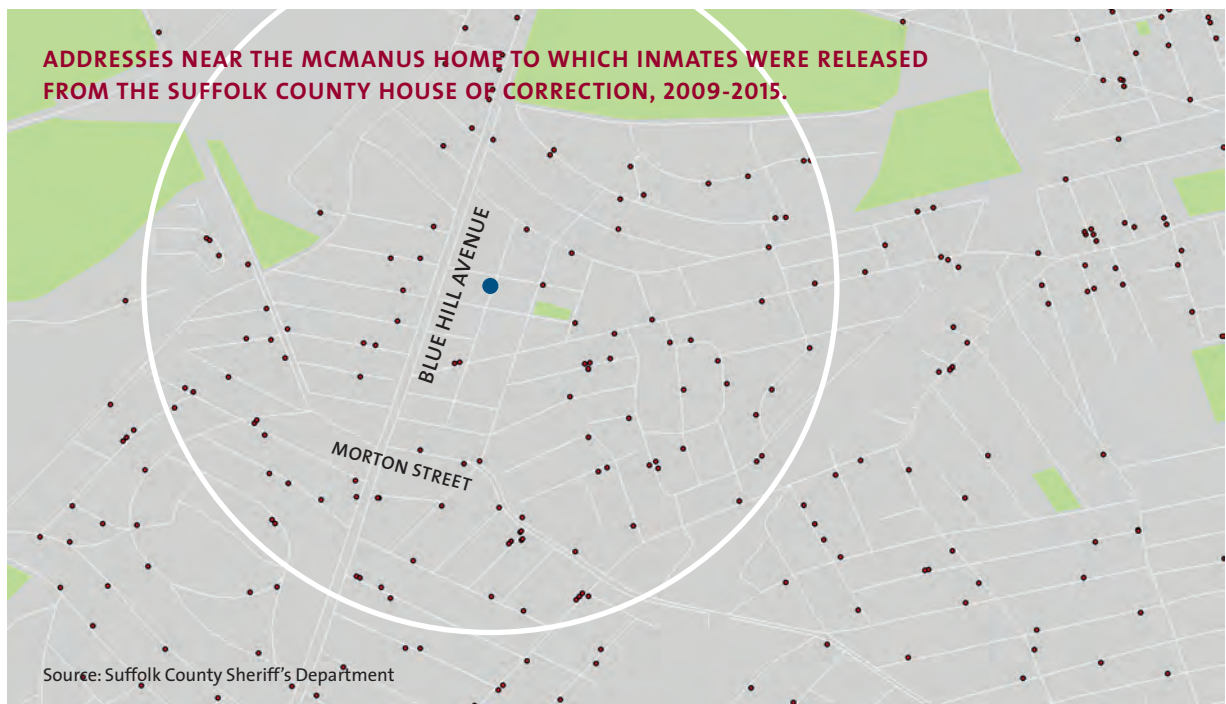 ADDRESSES NEAR THE MCMANUS HOME TO WHICH INMATES WERE RELEASED
FROM THE SUFFOLK COUNTY HOUSE OF CORRECTION, 2009-2015.
BLUE HILL AVENUE
MORTON STREET
Source: Suffolk County Sheriff's Department